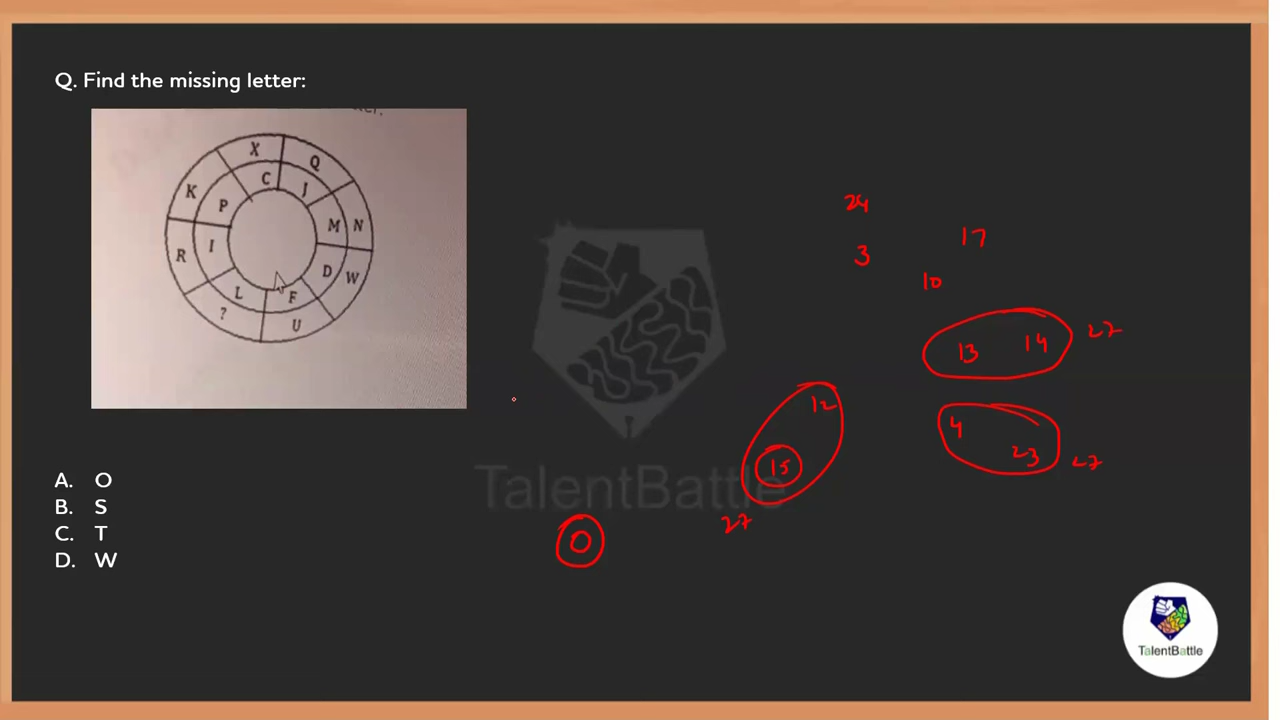 Q. Find the missing letter:
X
Q
C
J
K
P
M N
R
I
D
W
L
F
?
U
24
3
17
10
13 14
27
4
23
27
12
15
27
O
TalentBattle
A. O
B. S
C. T
D. W
TalentBattle